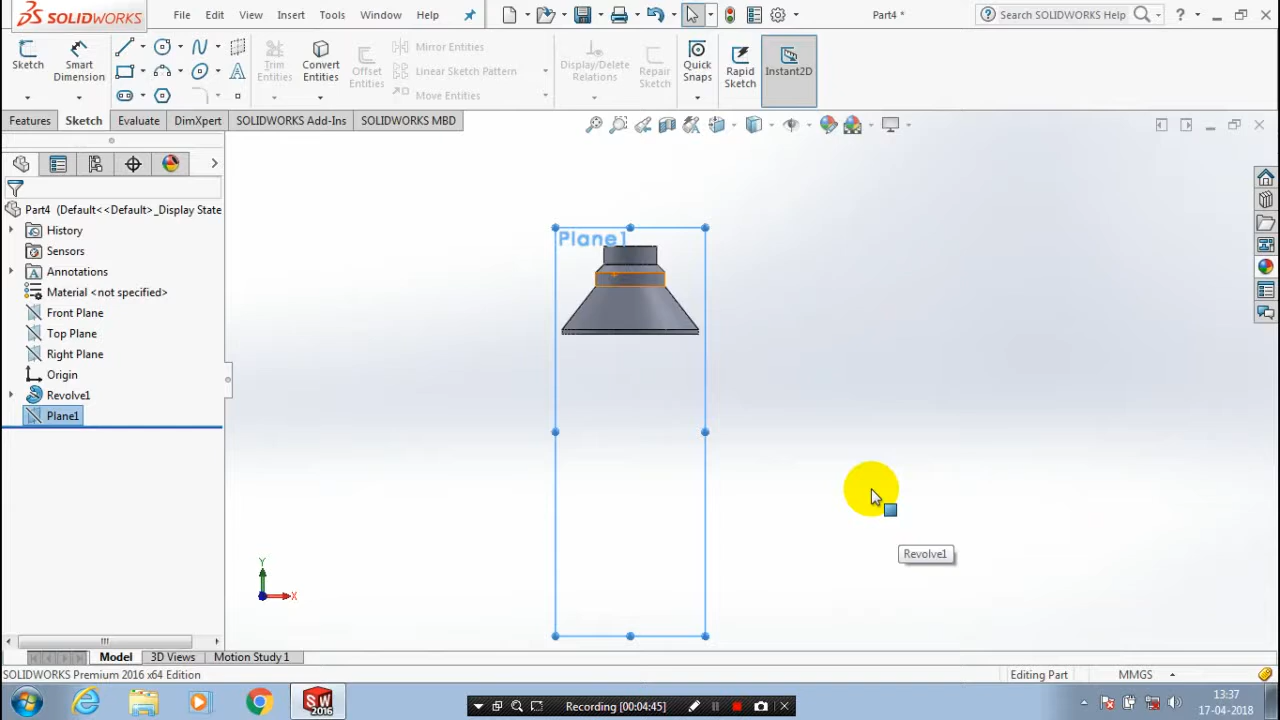 SOLIDWORKS File Edit View Insert Tools Window Help Part4 * Search SOLIDWORKS Help ?
Sketch Smart Dimension Trim Entities Convert Entities Offset Entities Mirror Entities Linear Sketch Pattern Move Entities Display/Delete Relations Repair Sketch Quick Snaps Rapid Sketch Instant2D
Features Sketch Evaluate DimXpert SOLIDWORKS Add-Ins SOLIDWORKS MBD
Part4 (Default<<Default>_Display State
History
Sensors
Annotations
Material <not specified>
Front Plane
Top Plane
Right Plane
Origin
Revolve1
Plane1
Plane1
Revolve1
Y
X
Model 3D Views Motion Study 1
SOLIDWORKS Premium 2016 x64 Edition Editing Part MMGS
SW 2016
Recording [00:04:45]
13:37
17-04-2018